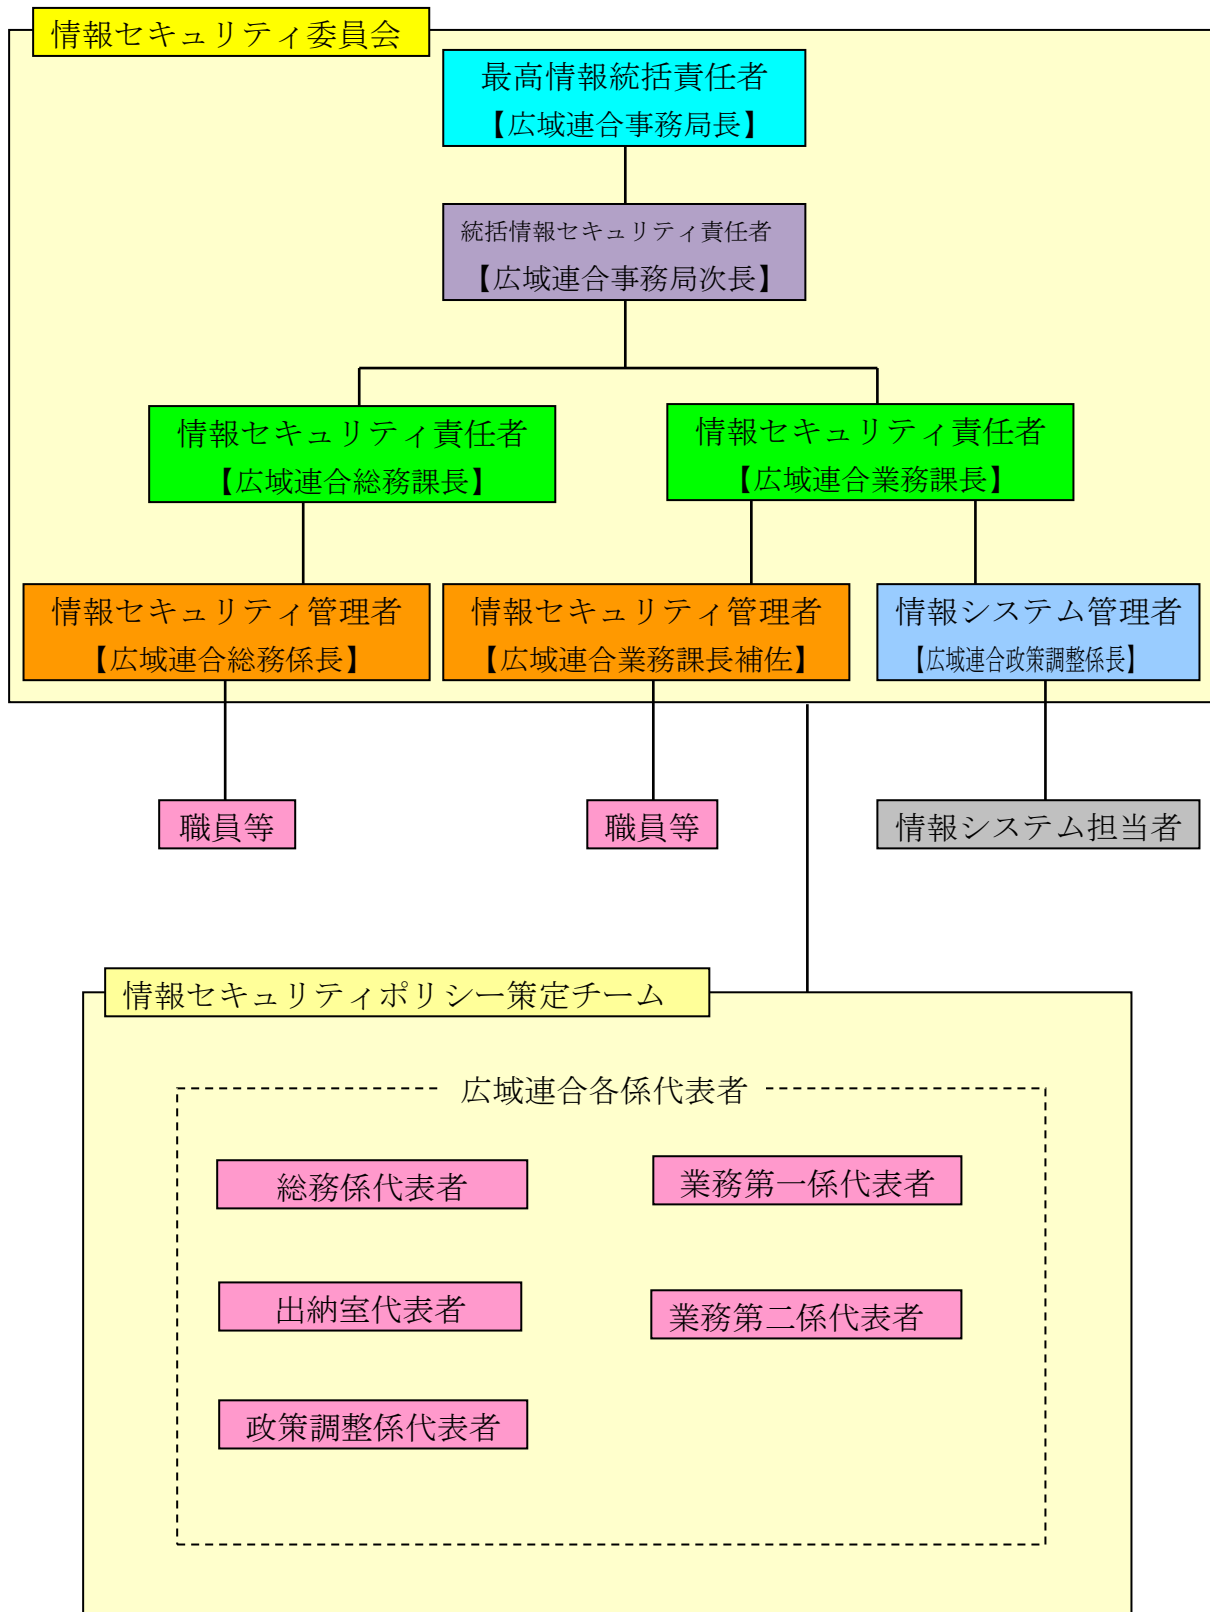 情報セキュリティ委員会
最高情報統括責任者
【広域連合事務局長】
統括情報セキュリティ責任者
【広域連合事務局次長】
情報セキュリティ責任者
【広域連合総務課長】
情報セキュリティ責任者
【広域連合業務課長】
情報セキュリティ管理者
【広域連合総務係長】
情報セキュリティ管理者
【広域連合業務課長補佐】
情報システム管理者
【広域連合政策調整係長】
職員等
職員等
情報システム担当者
情報セキュリティポリシー策定チーム
広域連合各係代表者
総務係代表者
業務第一係代表者
出納室代表者
業務第二係代表者
政策調整係代表者